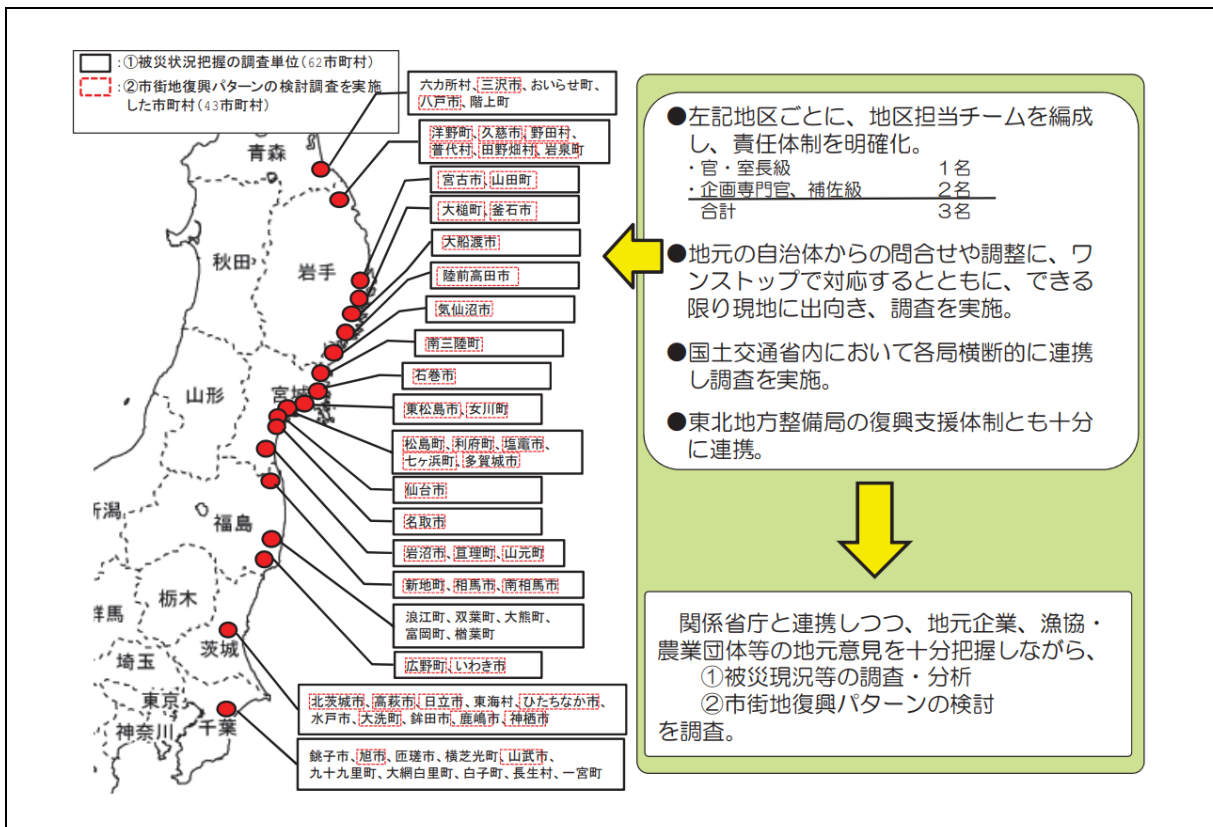 :①被災状況把握の調査単位(62市町村)
:②市街地復興パターンの検討調査を実施
した市町村(43市町村)
青森
秋田
岩手
山形
宮城
新潟
福島
群馬
栃木
茨城
埼玉
東京
千葉
神奈川
六カ所村、三沢市、おいらせ町、
八戸市、階上町
洋野町、久慈市、野田村、
普代村、田野畑村、岩泉町
宮古市、山田町
大槌町、釜石市
大船渡市
陸前高田市
気仙沼市
南三陸町
石巻市
東松島市、女川町
松島町、利府町、塩竈市、
七ヶ浜町、多賀城市
仙台市
名取市
岩沼市、亘理町、山元町
新地町、相馬市、南相馬市
浪江町、双葉町、大熊町、
富岡町、楢葉町
広野町、いわき市
北茨城市、高萩市、日立市、東海村、ひたちなか市、
水戸市、大洗町、鉾田市、鹿嶋市、神栖市
銚子市、旭市、匝瑳市、横芝光町、山武市、
九十九里町、大網白里町、白子町、長生村、一宮町
●左記地区ごとに、地区担当チームを編成
し、責任体制を明確化。
・官・室長級 1名
・企画専門官、補佐級 2名
合計 3名
●地元の自治体からの問合せや調整に、ワ
ンストップで対応するとともに、できる
限り現地に出向き、調査を実施。
●国土交通省内において各局横断的に連携
し調査を実施。
●東北地方整備局の復興支援体制とも十分
に連携。
関係省庁と連携しつつ、地元企業、漁協・
農業団体等の地元意見を十分把握しながら、
①被災現況等の調査・分析
②市街地復興パターンの検討
を調査。